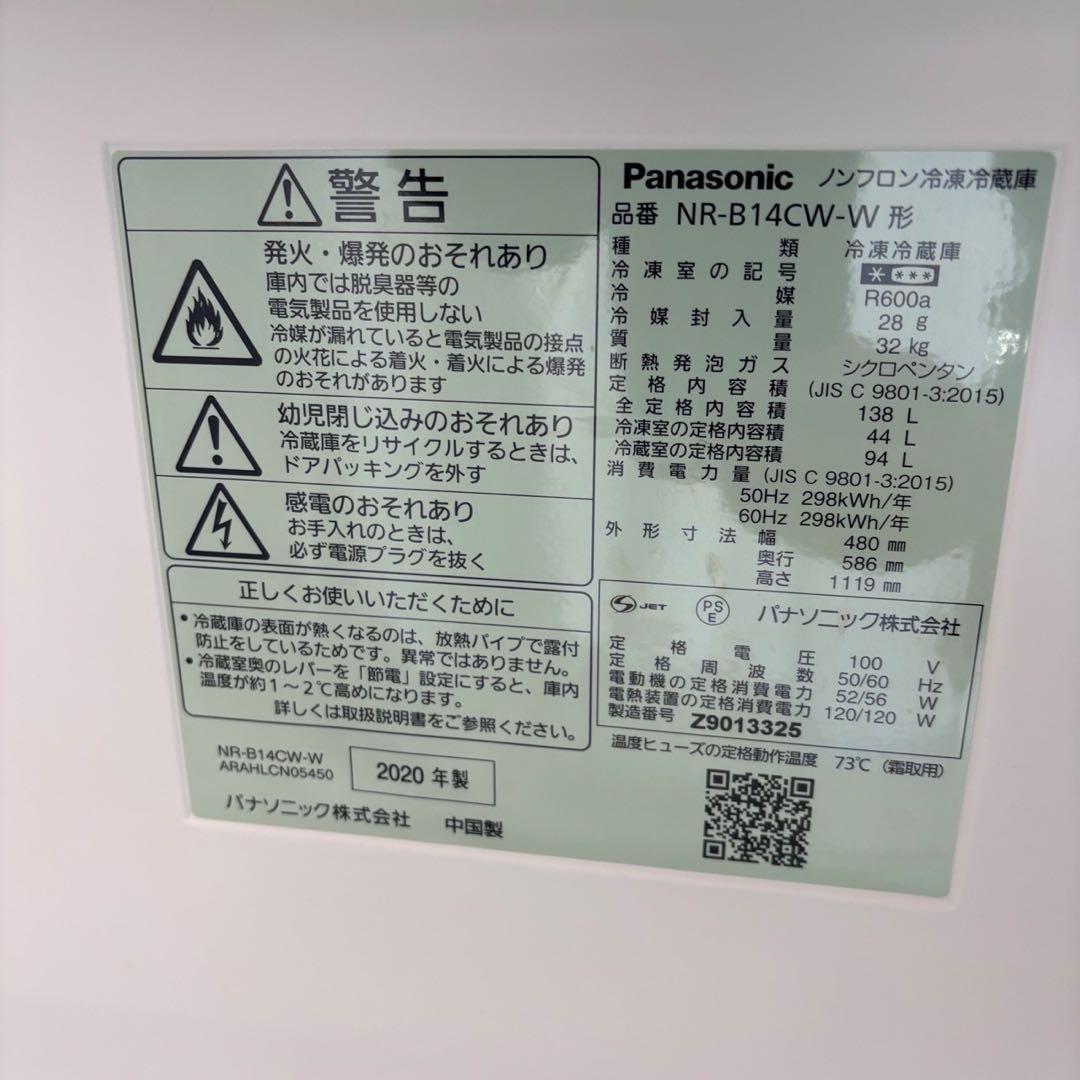 警告
発火・爆発のおそれあり
庫内では脱臭器等の
電気製品を使用しない
冷媒が漏れていると電気製品の接点
の火花による着火・着火による爆発
のおそれがあります
幼児閉じ込みのおそれあり
冷蔵庫をリサイクルするときは、
ドアパッキングを外す
感電のおそれあり
お手入れのときは、
必ず電源プラグを抜く
正しくお使いいただくために
・冷蔵庫の表面が熱くなるのは、放熱パイプで露付
防止をしているためです。異常ではありません。
・冷蔵室奥のレバーを「節電」設定にすると、庫内
温度が約1～2℃高めになります。
詳しくは取扱説明書をご参照ください。
NR-B14CW-W
ARAHLCN05450
2020 年製
パナソニック株式会社 中国製
Panasonic ノンフロン冷凍冷蔵庫
品番 NR-B14CW-W 形
種類 冷凍冷蔵庫
冷凍室の記号 * ***
冷媒 R600a
冷媒封入量 28 g
質量 32 kg
断熱発泡ガス シクロペンタン
定格内容積 (JIS C 9801-3:2015)
全定格内容積 138 L
冷凍室の定格内容積 44 L
冷蔵室の定格内容積 94 L
消費電力量 (JIS C 9801-3:2015)
50Hz 298kWh/年
60Hz 298kWh/年
外形寸法 幅 480 mm
奥行 586 mm
高さ 1119 mm
S JET PS E パナソニック株式会社
定格電圧 100 V
定格周波数 50/60 Hz
電動機の定格消費電力 52/56 W
電熱装置の定格消費電力 120/120 W
製造番号 Z9013325
温度ヒューズの定格動作温度 73℃（霜取用）